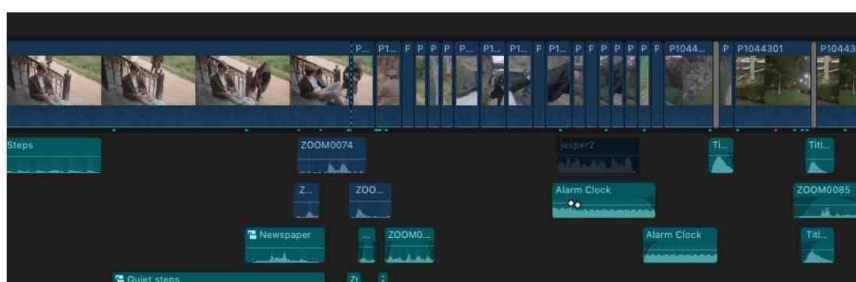 P... P1... P P P P P... P1... P1... P P1... P P P P P P P P1044... P P1044301 P10443
Steps ZOOM0074 jasper2 Ti... Titl...
Z... ZOO... Alarm Clock ZOOM0085
Newspaper ... ZOOM0... Alarm Clock Titl...
Quiet steps